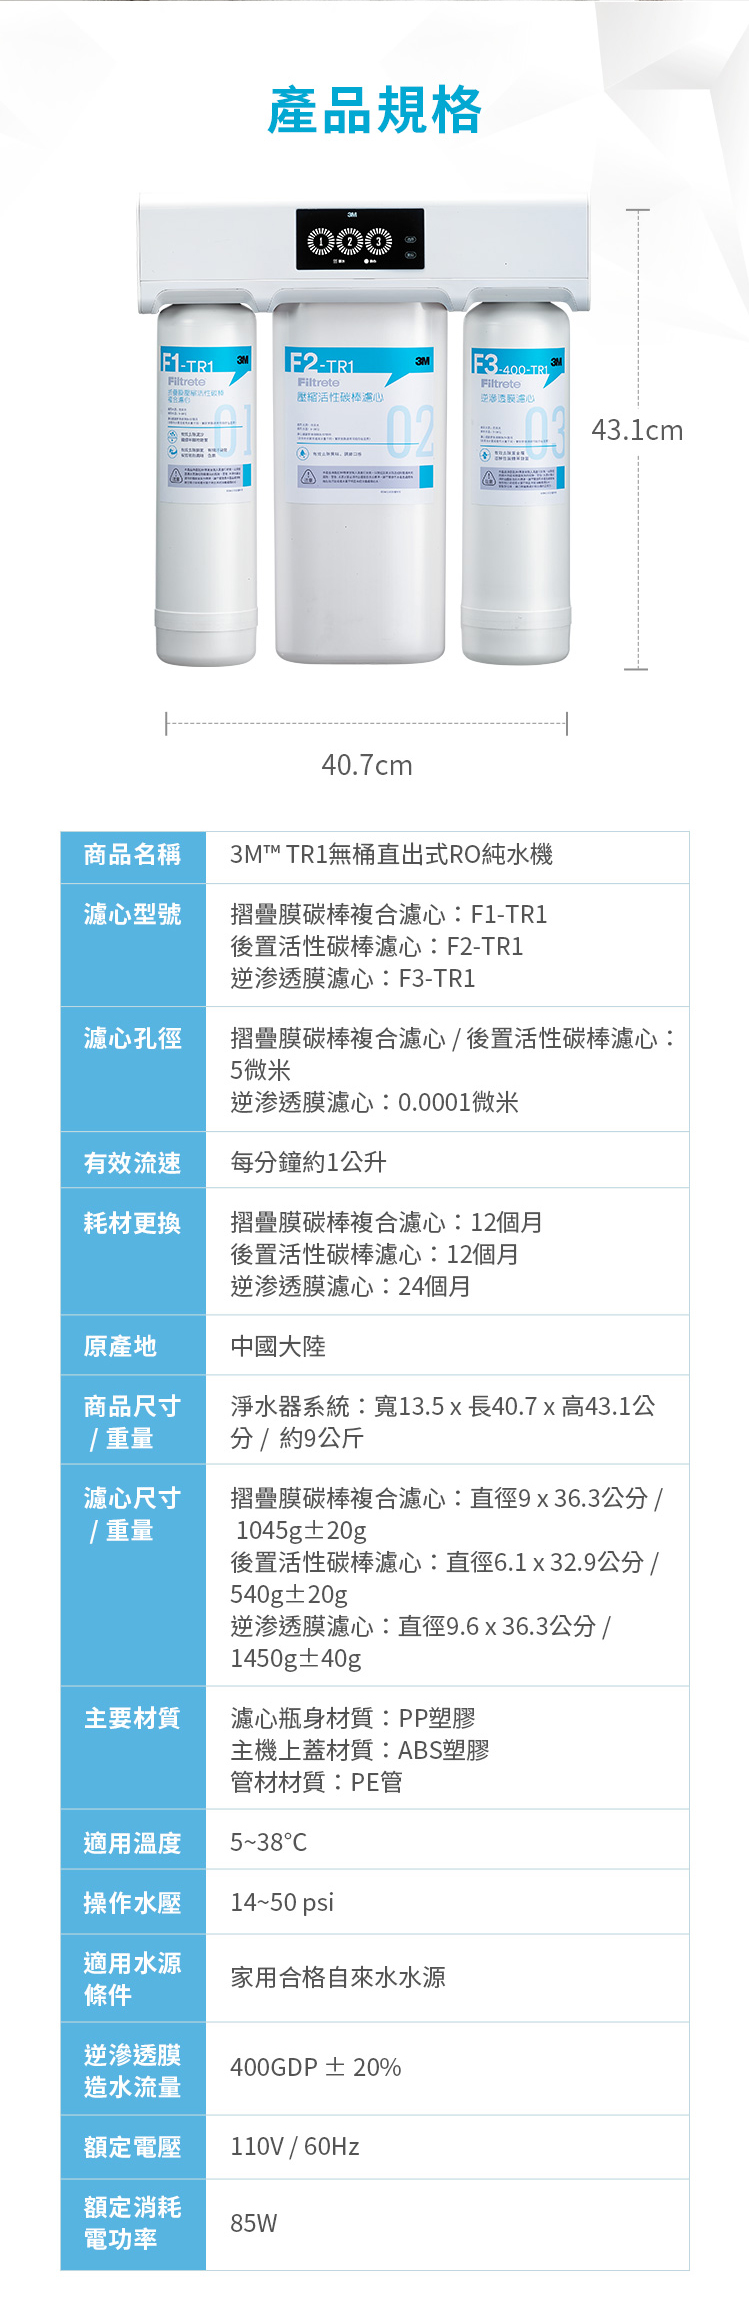 產品規格
3M
1 2 3
F1-TR1 3M
Filtrete
01
F2-TR1 3M
Filtrete
壓縮活性碳棒濾心
02
F3-400-TR1 3M
Filtrete
逆滲透膜濾心
03
43.1cm
40.7cm
商品名稱 3M™ TR1無桶直出式RO純水機
濾心型號 摺疊膜碳棒複合濾心：F1-TR1
後置活性碳棒濾心：F2-TR1
逆渗透膜濾心：F3-TR1
濾心孔徑 摺疊膜碳棒複合濾心 / 後置活性碳棒濾心：
5微米
逆渗透膜濾心：0.0001微米
有效流速 每分鐘約1公升
耗材更換 摺疊膜碳棒複合濾心：12個月
後置活性碳棒濾心：12個月
逆渗透膜濾心：24個月
原產地 中國大陸
商品尺寸 淨水器系統：寬13.5 x 長40.7 x 高43.1公
/ 重量 分 / 約9公斤
濾心尺寸 摺疊膜碳棒複合濾心：直徑9 x 36.3公分 /
/ 重量 1045g±20g
後置活性碳棒濾心：直徑6.1 x 32.9公分 /
540g±20g
逆渗透膜濾心：直徑9.6 x 36.3公分 /
1450g±40g
主要材質 濾心瓶身材質：PP塑膠
主機上蓋材質：ABS塑膠
管材材質：PE管
適用溫度 5~38°C
操作水壓 14~50 psi
適用水源
條件
家用合格自來水水源
逆滲透膜
造水流量
400GDP ± 20%
額定電壓 110V / 60Hz
額定消耗
電功率
85W